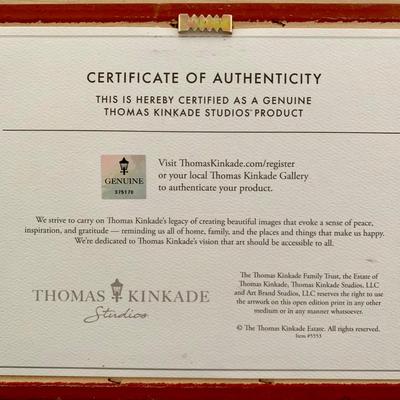 CERTIFICATE OF AUTHENTICITY
THIS IS HEREBY CERTIFIED AS A GENUINE
THOMAS KINKADE STUDIOS® PRODUCT
GENUINE
375170
Visit ThomasKinkade.com/register
or your local Thomas Kinkade Gallery
to authenticate your product.
We strive to carry on Thomas Kinkade's legacy of creating beautiful images that evoke a sense of peace,
inspiration, and gratitude — reminding us all of home, family, and the places and things that make us happy.
We're dedicated to Thomas Kinkade's vision that art should be accessible to all.
THOMAS KINKADE
Studios
The Thomas Kinkade Family Trust, the Estate of
Thomas Kinkade, Thomas Kinkade Studios, LLC
and Art Brand Studios, LLC reserves the right to use
the artwork on this open edition print in any other
medium or in any manner whatsoever.
© The Thomas Kinkade Estate. All rights reserved.
Item #5553